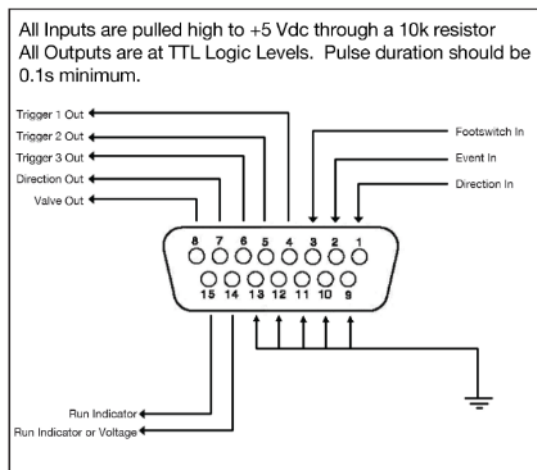 All Inputs are pulled high to +5 Vdc through a 10k resistor
All Outputs are at TTL Logic Levels. Pulse duration should be
0.1s minimum.
Trigger 1 Out
Trigger 2 Out
Trigger 3 Out
Direction Out
Valve Out
Footswitch In
Event In
Direction In
8 7 6 5 4 3 2 1
15 14 13 12 11 10 9
Run Indicator
Run Indicator or Voltage